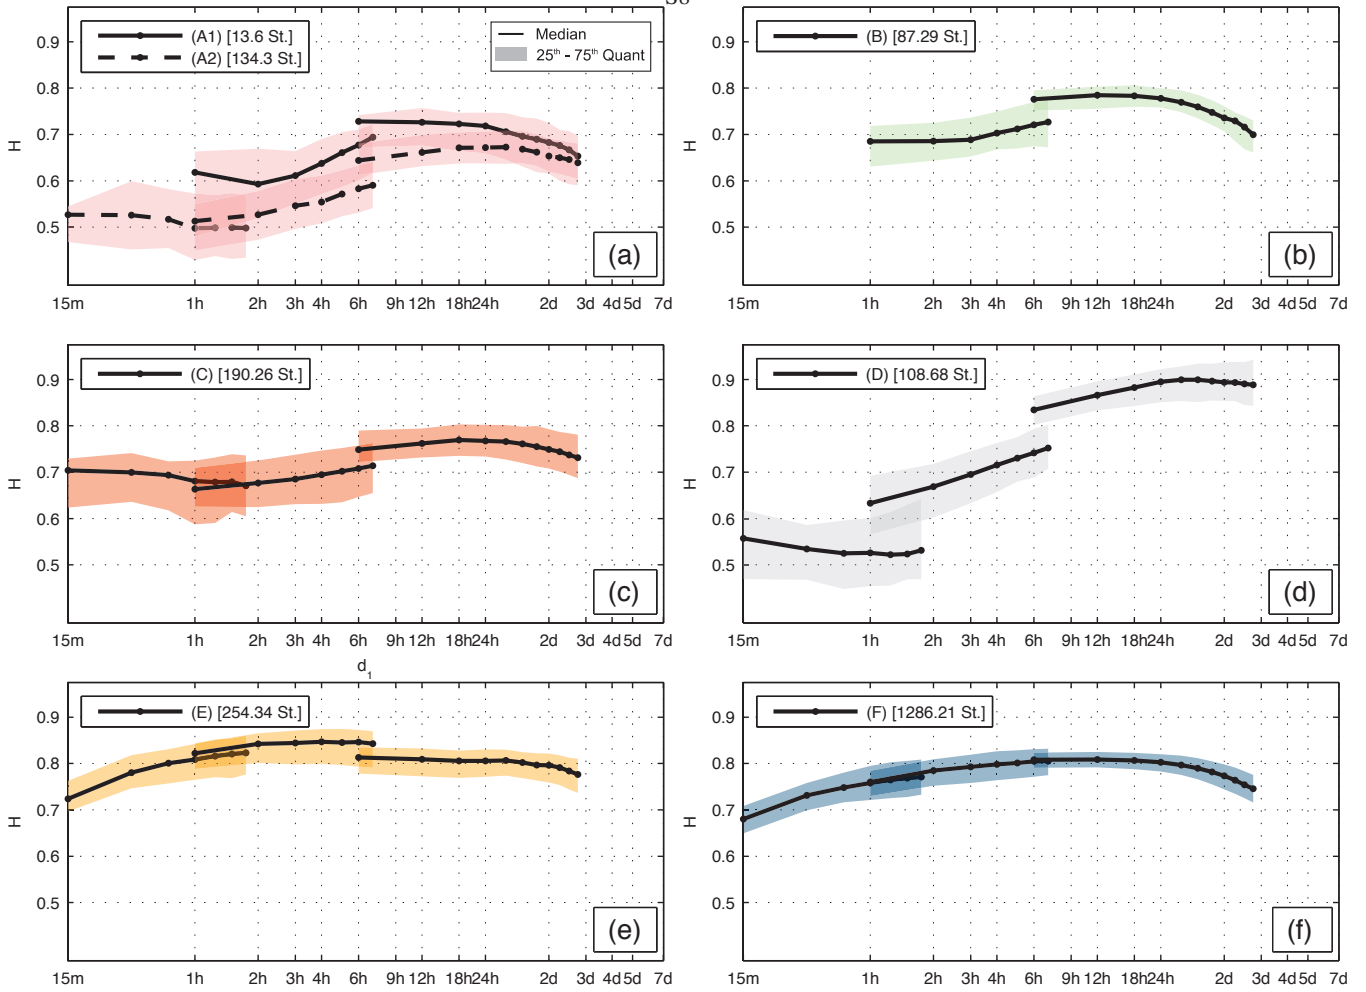 (A1) [13.6 St.]
(A2) [134.3 St.]
Median
25th - 75th Quant
0.9
0.8
0.7
0.6
0.5
H
(a)
15m 1h 2h 3h 4h 6h 9h 12h 18h 24h 2d 3d 4d 5d 7d
(B) [87.29 St.]
0.9
0.8
0.7
0.6
0.5
H
(b)
15m 1h 2h 3h 4h 6h 9h 12h 18h 24h 2d 3d 4d 5d 7d
(C) [190.26 St.]
0.9
0.8
0.7
0.6
0.5
H
(c)
15m 1h 2h 3h 4h 6h 9h 12h 18h 24h 2d 3d 4d 5d 7d
d1
(D) [108.68 St.]
0.9
0.8
0.7
0.6
0.5
H
(d)
15m 1h 2h 3h 4h 6h 9h 12h 18h 24h 2d 3d 4d 5d 7d
(E) [254.34 St.]
0.9
0.8
0.7
0.6
0.5
H
(e)
15m 1h 2h 3h 4h 6h 9h 12h 18h 24h 2d 3d 4d 5d 7d
(F) [1286.21 St.]
0.9
0.8
0.7
0.6
0.5
H
(f)
15m 1h 2h 3h 4h 6h 9h 12h 18h 24h 2d 3d 4d 5d 7d